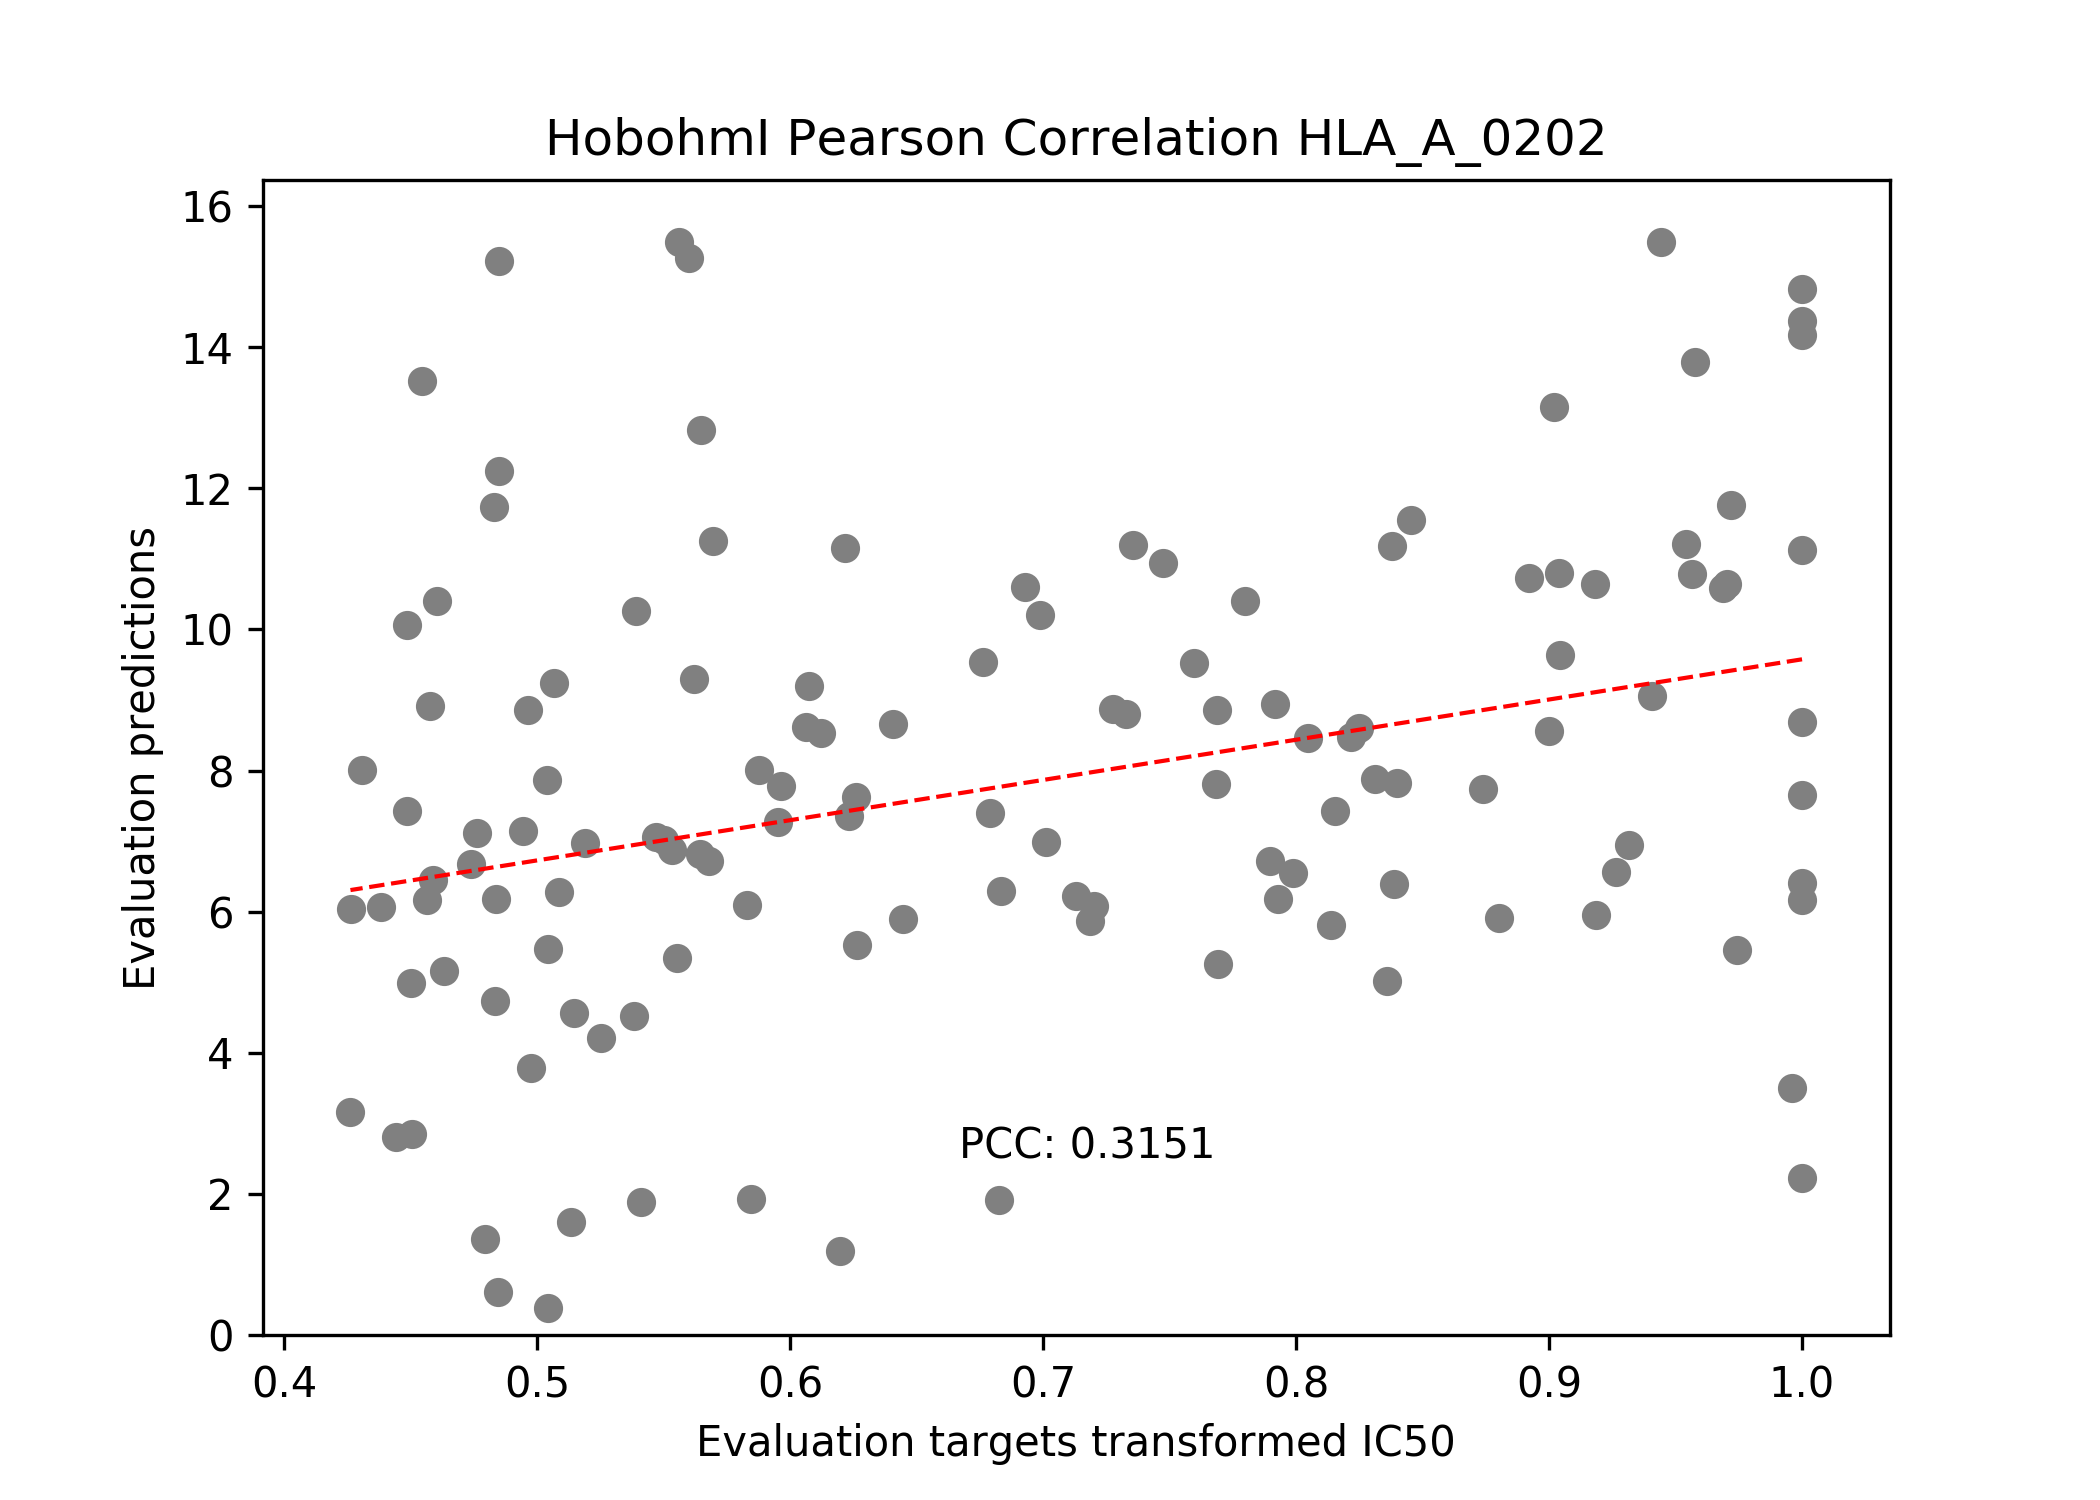 HobohmI Pearson Correlation HLA_A_0202
16
14
12
10
8
6
4
2
0
Evaluation predictions
PCC: 0.3151
0.4 0.5 0.6 0.7 0.8 0.9 1.0
Evaluation targets transformed IC50